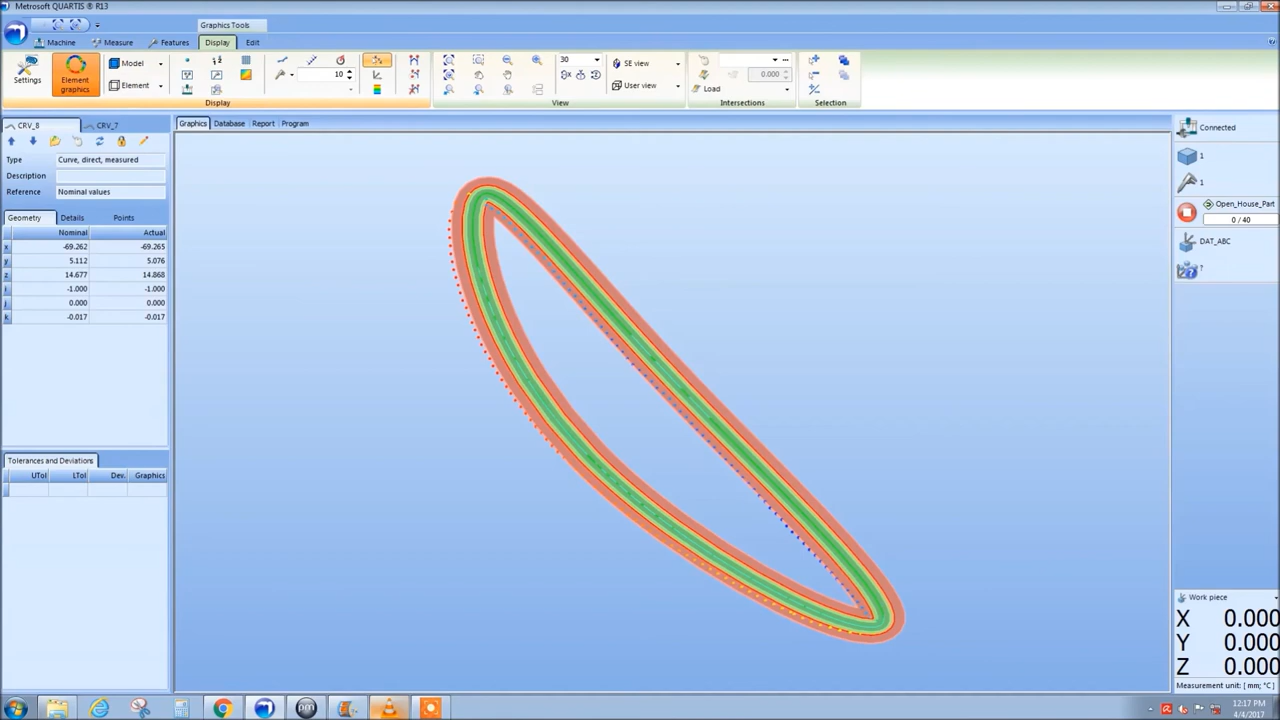 Metrosoft QUARTIS ® R13
Graphics Tools
Machine Measure Features Display Edit
Settings
Element graphics
Model
Element
10
Display
30
SE view
User view
View
0.000
Load
Intersections
Selection
CRV_8 CRV_7
Graphics Database Report Program
Type Curve, direct, measured
Description
Reference Nominal values
Geometry Details Points
Nominal Actual
x -69.262 -69.265
y 5.112 5.076
z 14.677 14.868
i -1.000 -1.000
j 0.000 0.000
k -0.017 -0.017
Tolerances and Deviations
UTol LTol Dev. Graphics
Connected
1
1
Open_House_Part
0 / 40
DAT_ABC
?
Work piece
X 0.000
Y 0.000
Z 0.000
Measurement unit: [ mm; °C ]
12:17 PM
4/4/2017